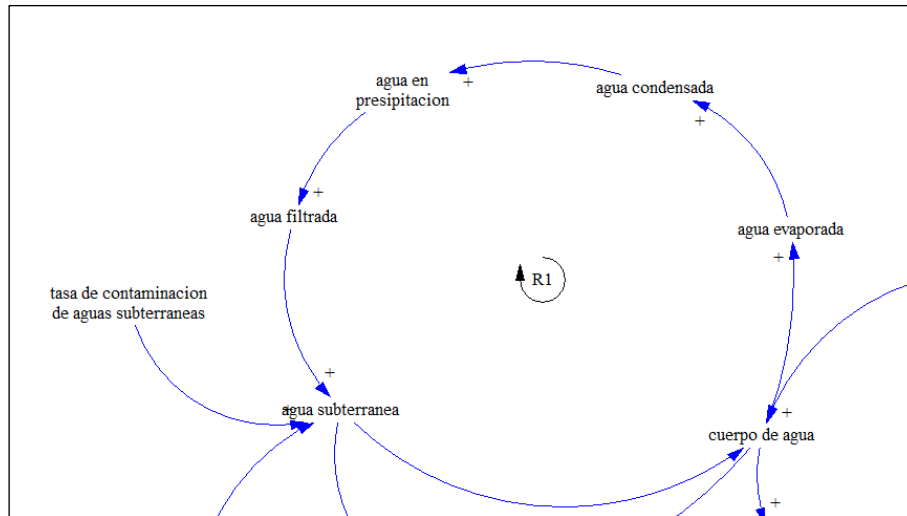 agua en
presipitacion
+
agua condensada
+
+
agua filtrada
agua evaporada
+
R1
tasa de contaminacion
de aguas subterraneas
+
+
agua subterranea
+
cuerpo de agua
+